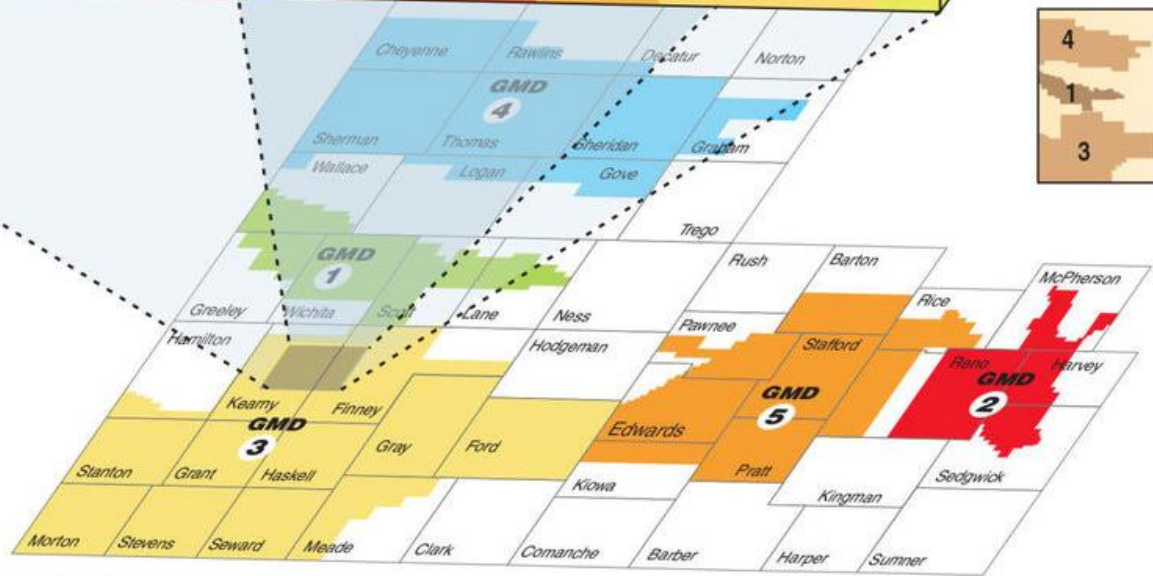 Cheyenne
Rawlins
Decatur
Norton
4
GMD
4
1
Sherman
Thomas
Sheridan
Graham
3
Wallace
Logan
Gove
Trego
GMD
1
Rush
Barton
McPherson
Greeley
Wichita
Scott
Lane
Ness
Rice
Hamilton
Hodgeman
Pawnee
Stafford
Reno
Harvey
GMD
2
Kearny
Finney
GMD
5
GMD
3
Edwards
Gray
Ford
Stanton
Grant
Haskell
Pratt
Kiowa
Sedgwick
Kingman
Morton
Stevens
Seward
Meade
Clark
Comanche
Barber
Harper
Sumner